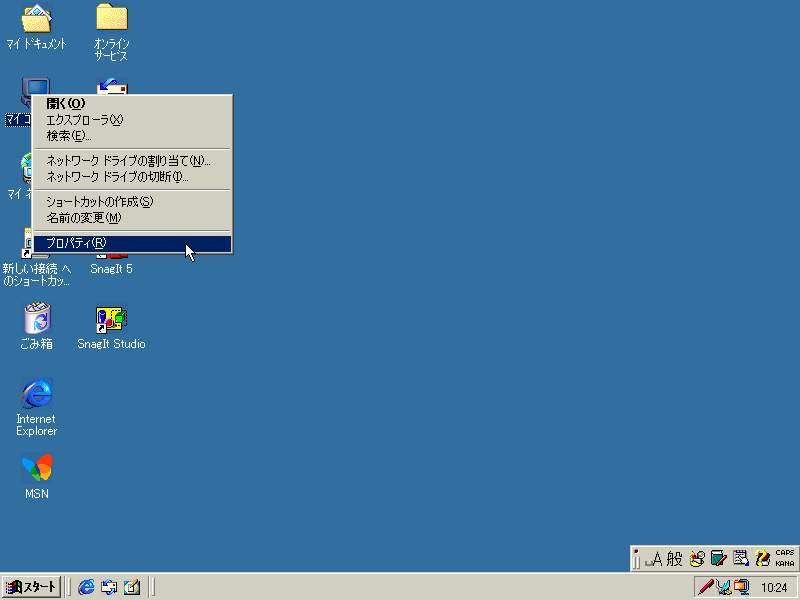 マイ ドキュメント
オンライン
サービス
マイ コ
開く(O)
エクスプローラ(X)
検索(E)...
ネットワーク ドライブの割り当て(N)...
ネットワーク ドライブの切断(I)...
ショートカットの作成(S)
名前の変更(M)
プロパティ(R)
マイ ネ
新しい接続 へ
のショートカッ...
SnagIt 5
ごみ箱
SnagIt Studio
Internet
Explorer
MSN
_A 般
CAPS
KANA
スタート
10:24